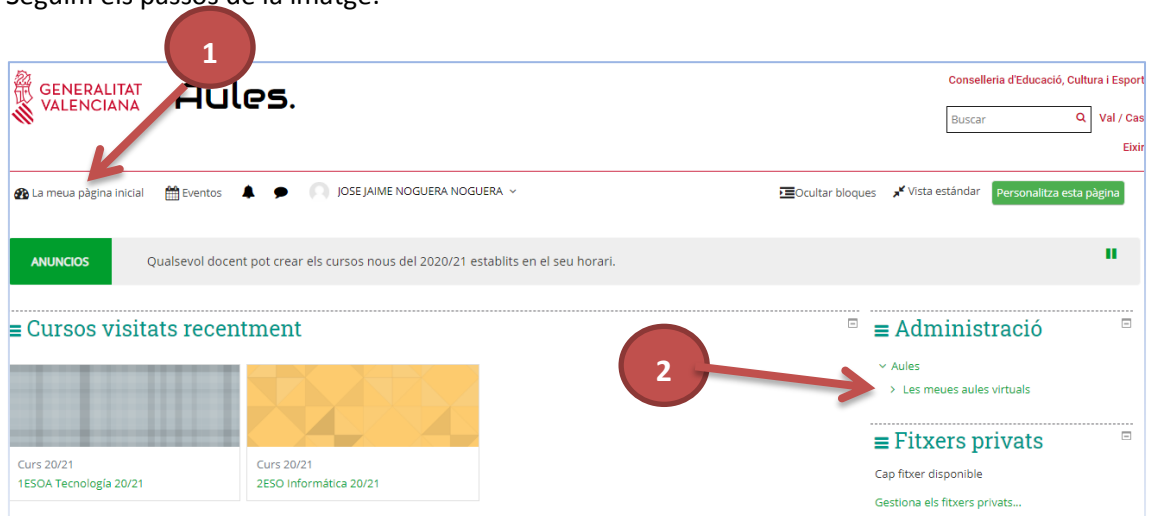 Seguim els passos de la imatge:
1
GENERALITAT
VALENCIANA
Aules.
Conselleria d'Educació, Cultura i Esport
Buscar
Val / Cas
Eixir
La meua pàgina inicial
Eventos
JOSE JAIME NOGUERA NOGUERA
Ocultar bloques
Vista estándar
Personalitza esta pàgina
ANUNCIOS
Qualsevol docent pot crear els cursos nous del 2020/21 establits en el seu horari.
Cursos visitats recentment
Curs 20/21
1ESOA Tecnología 20/21
Curs 20/21
2ESO Informática 20/21
2
Administració
Aules
Les meues aules virtuals
Fitxers privats
Cap fitxer disponible
Gestiona els fitxers privats...